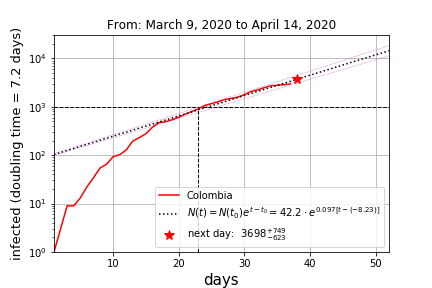 From: March 9, 2020 to April 14, 2020
infected (doubling time = 7.2 days)
10⁴
10³
10²
10¹
10⁰
Colombia
N(t) = N(t₀)e^{t−t₀} = 42.2 · e^{0.097[t−(−8.23)]}
next day: 3698^{+749}_{−623}
10 20 30 40 50
days